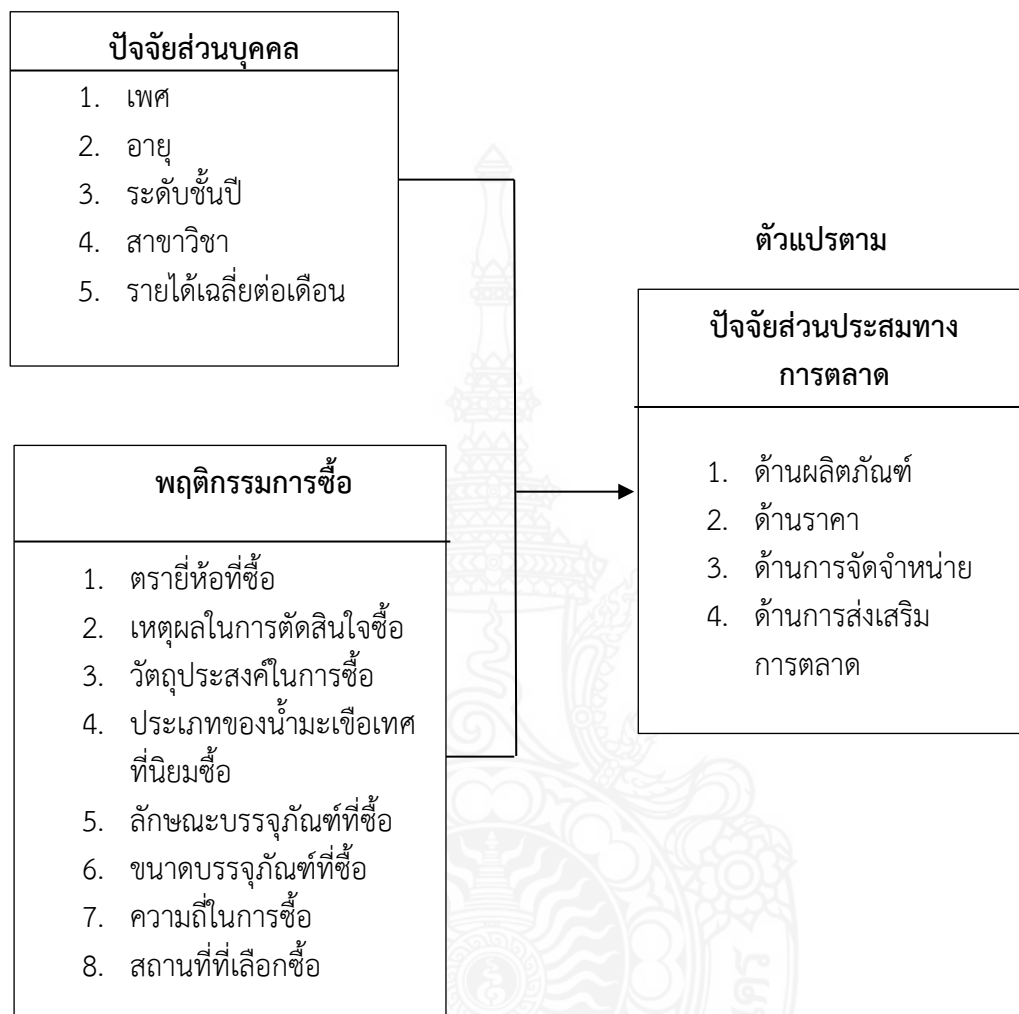 ปัจจัยส่วนบุคคล
1. เพศ
2. อายุ
3. ระดับชั้นปี
4. สาขาวิชา
5. รายได้เฉลี่ยต่อเดือน
พฤติกรรมการซื้อ
1. ตรายี่ห้อที่ซื้อ
2. เหตุผลในการตัดสินใจซื้อ
3. วัตถุประสงค์ในการซื้อ
4. ประเภทของน้ำมะเขือเทศ
ที่นิยมซื้อ
5. ลักษณะบรรจุภัณฑ์ที่ซื้อ
6. ขนาดบรรจุภัณฑ์ที่ซื้อ
7. ความถี่ในการซื้อ
8. สถานที่ที่เลือกซื้อ
ตัวแปรตาม
ปัจจัยส่วนประสมทาง
การตลาด
1. ด้านผลิตภัณฑ์
2. ด้านราคา
3. ด้านการจัดจำหน่าย
4. ด้านการส่งเสริม
การตลาด